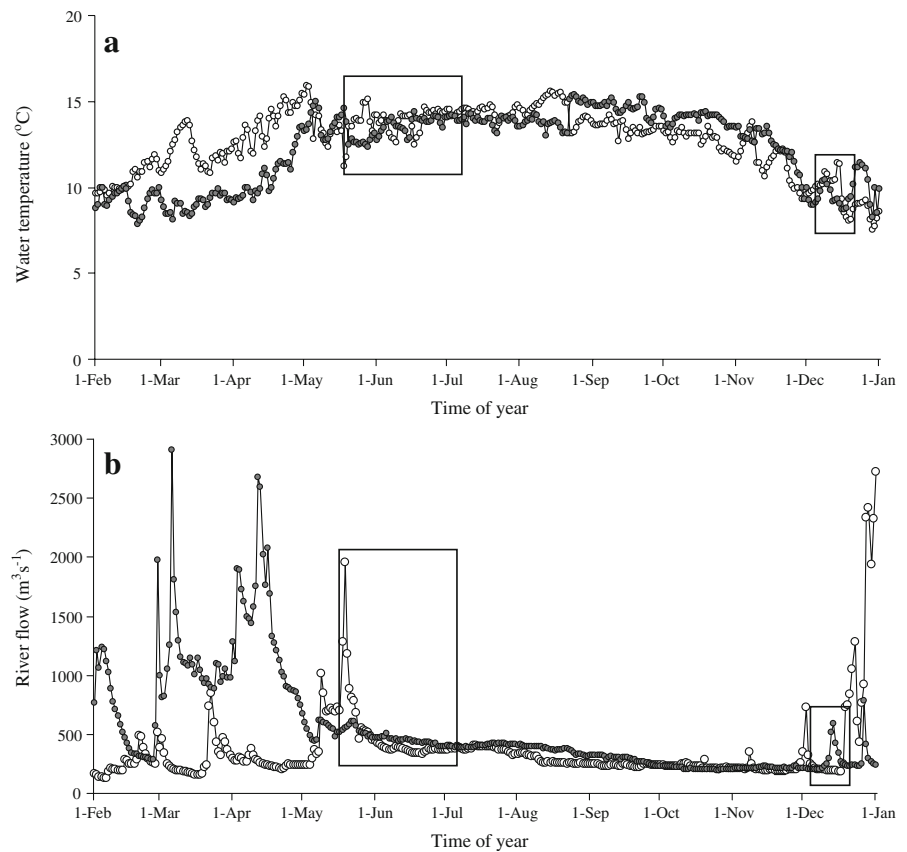 a
20
15
10
5
0
Water temperature (°C)
1-Feb 1-Mar 1-Apr 1-May 1-Jun 1-Jul 1-Aug 1-Sep 1-Oct 1-Nov 1-Dec 1-Jan
Time of year
b
3000
2500
2000
1500
1000
500
0
River flow (m³s⁻¹)
1-Feb 1-Mar 1-Apr 1-May 1-Jun 1-Jul 1-Aug 1-Sep 1-Oct 1-Nov 1-Dec 1-Jan
Time of year